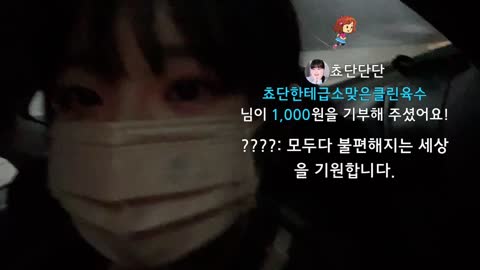 쵸단단단
쵸단한테급소맞은클린육수
님이 1,000원을 기부해 주셨어요!
????: 모두다 불편해지는 세상
을 기원합니다.